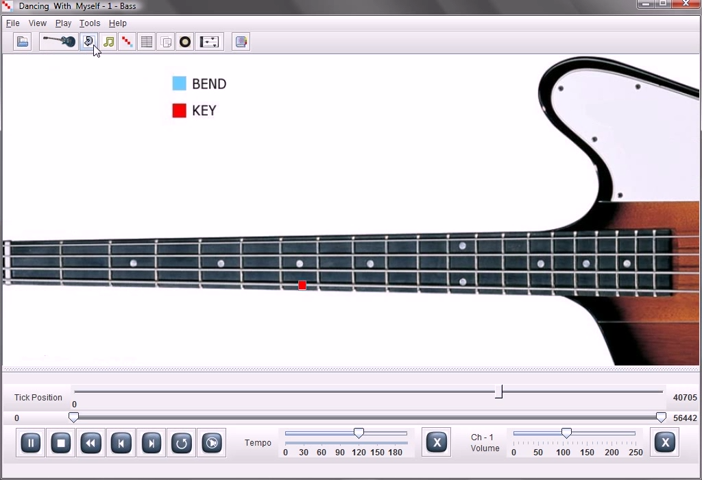 Dancing With Myself - 1 - Bass
File View Play Tools Help
BEND
KEY
Tick Position
0
40705
0
56442
Tempo
0 30 60 90 120 150 180
X
Ch - 1
Volume
0 50 100 150 200 250
X